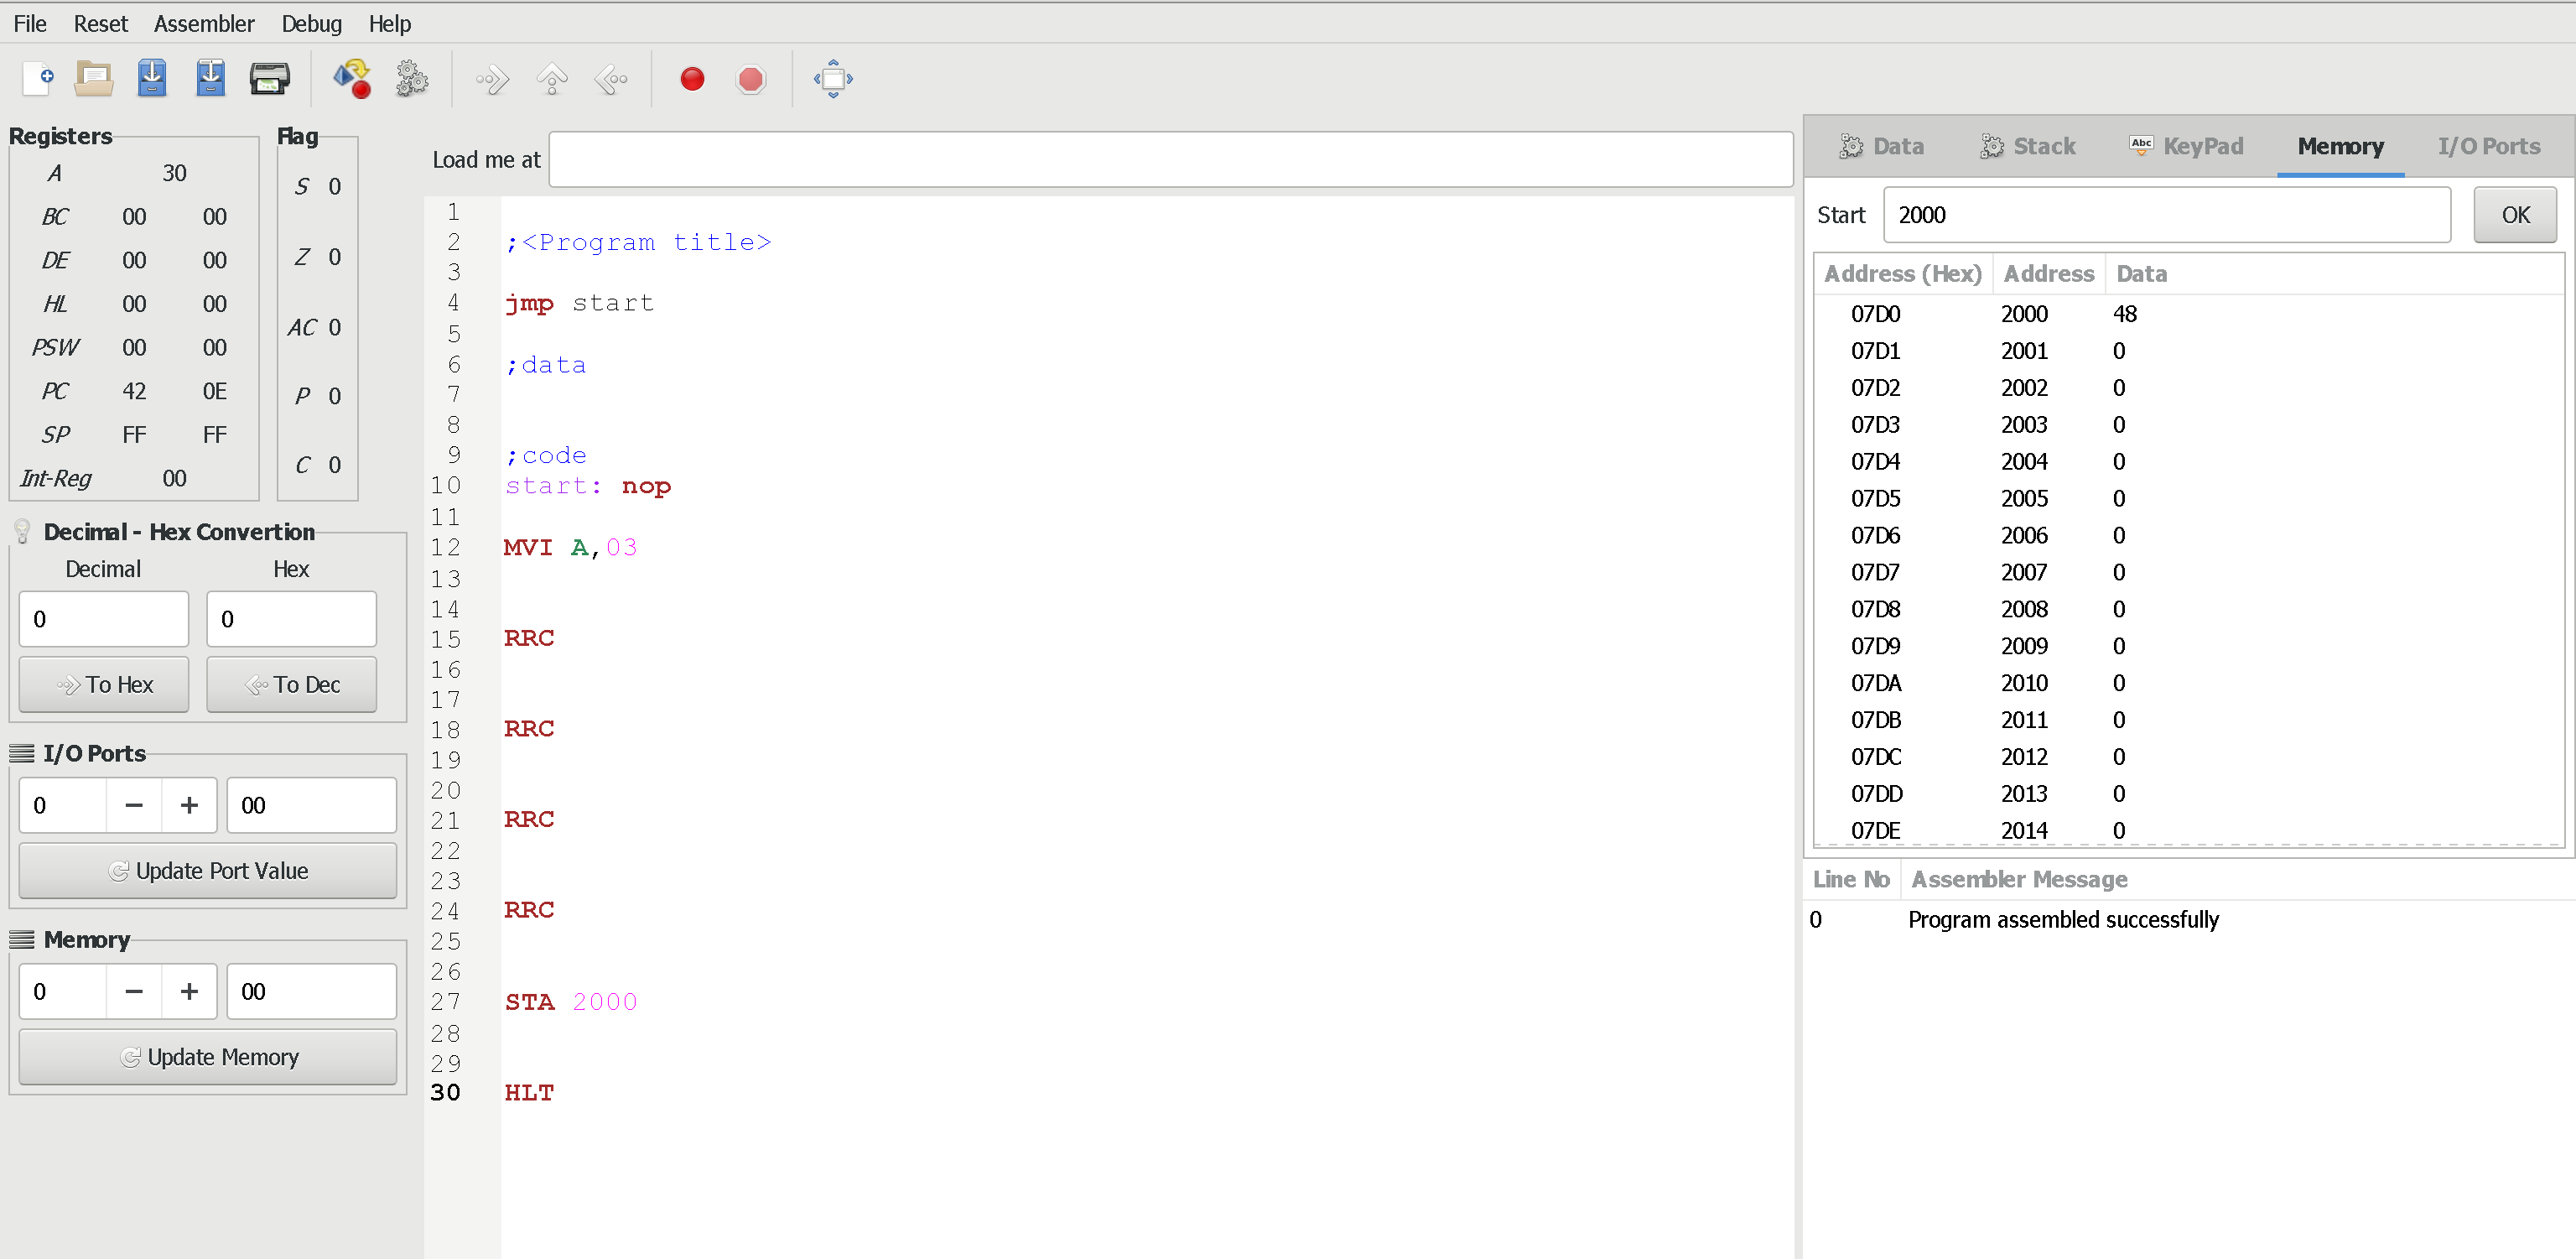 File Reset Assembler Debug Help
Registers
A 30
BC 00 00
DE 00 00
HL 00 00
PSW 00 00
PC 42 0E
SP FF FF
Int-Reg 00
Flag
S 0
Z 0
AC 0
P 0
C 0
Decimal - Hex Convertion
Decimal Hex
0 0
To Hex To Dec
I/O Ports
0 − + 00
Update Port Value
Memory
0 − + 00
Update Memory
Load me at
1
2 ;<Program title>
3
4 jmp start
5
6 ;data
7
8
9 ;code
10 start: nop
11
12 MVI A,03
13
14
15 RRC
16
17
18 RRC
19
20
21 RRC
22
23
24 RRC
25
26
27 STA 2000
28
29
30 HLT
Data Stack Abc KeyPad Memory I/O Ports
Start 2000 OK
Address (Hex) Address Data
07D0 2000 48
07D1 2001 0
07D2 2002 0
07D3 2003 0
07D4 2004 0
07D5 2005 0
07D6 2006 0
07D7 2007 0
07D8 2008 0
07D9 2009 0
07DA 2010 0
07DB 2011 0
07DC 2012 0
07DD 2013 0
07DE 2014 0
Line No Assembler Message
0 Program assembled successfully